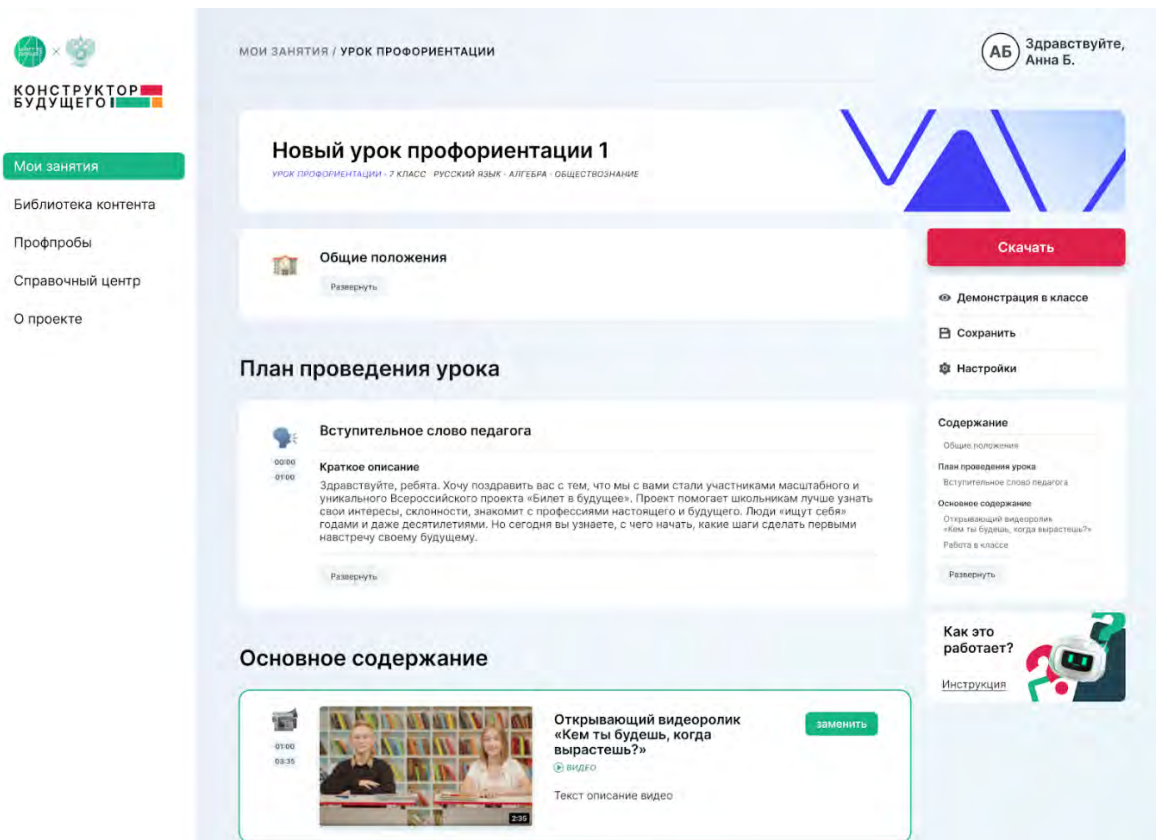 КОНСТРУКТОР
БУДУЩЕГО
Мои занятия
Библиотека контента
Профпробы
Справочный центр
О проекте
МОИ ЗАНЯТИЯ / УРОК ПРОФОРИЕНТАЦИИ
АБ
Здравствуйте,
Анна Б.
Новый урок профориентации 1
УРОК ПРОФОРИЕНТАЦИИ · 7 КЛАСС · РУССКИЙ ЯЗЫК · АЛГЕБРА · ОБЩЕСТВОЗНАНИЕ
Общие положения
Развернуть
План проведения урока
Вступительное слово педагога
00:00
01:00
Краткое описание
Здравствуйте, ребята. Хочу поздравить вас с тем, что мы с вами стали участниками масштабного и
уникального Всероссийского проекта «Билет в будущее». Проект помогает школьникам лучше узнать
свои интересы, склонности, знакомит с профессиями настоящего и будущего. Люди «ищут себя»
годами и даже десятилетиями. Но сегодня вы узнаете, с чего начать, какие шаги сделать первыми
навстречу своему будущему.
Развернуть
Основное содержание
01:00
03:35
2:35
Открывающий видеоролик
«Кем ты будешь, когда
вырастешь?»
ВИДЕО
Текст описание видео
заменить
Скачать
Демонстрация в классе
Сохранить
Настройки
Содержание
Общие положения
План проведения урока
Вступительное слово педагога
Основное содержание
Открывающий видеоролик
«Кем ты будешь, когда вырастешь?»
Работа в классе
Развернуть
Как это
работает?
Инструкция